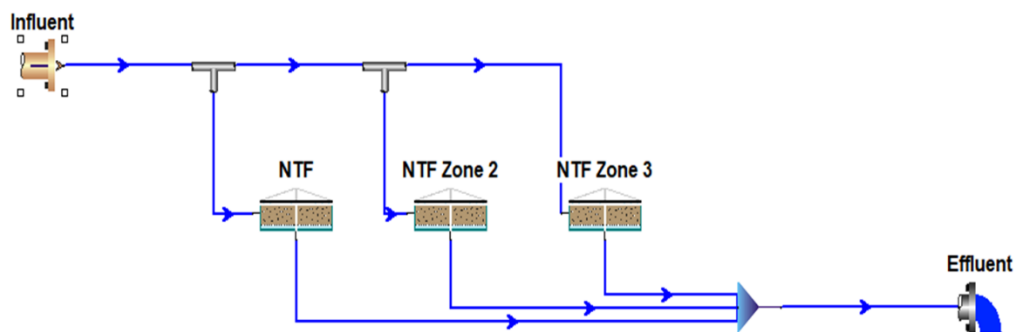 Influent
NTF
NTF Zone 2
NTF Zone 3
Effluent